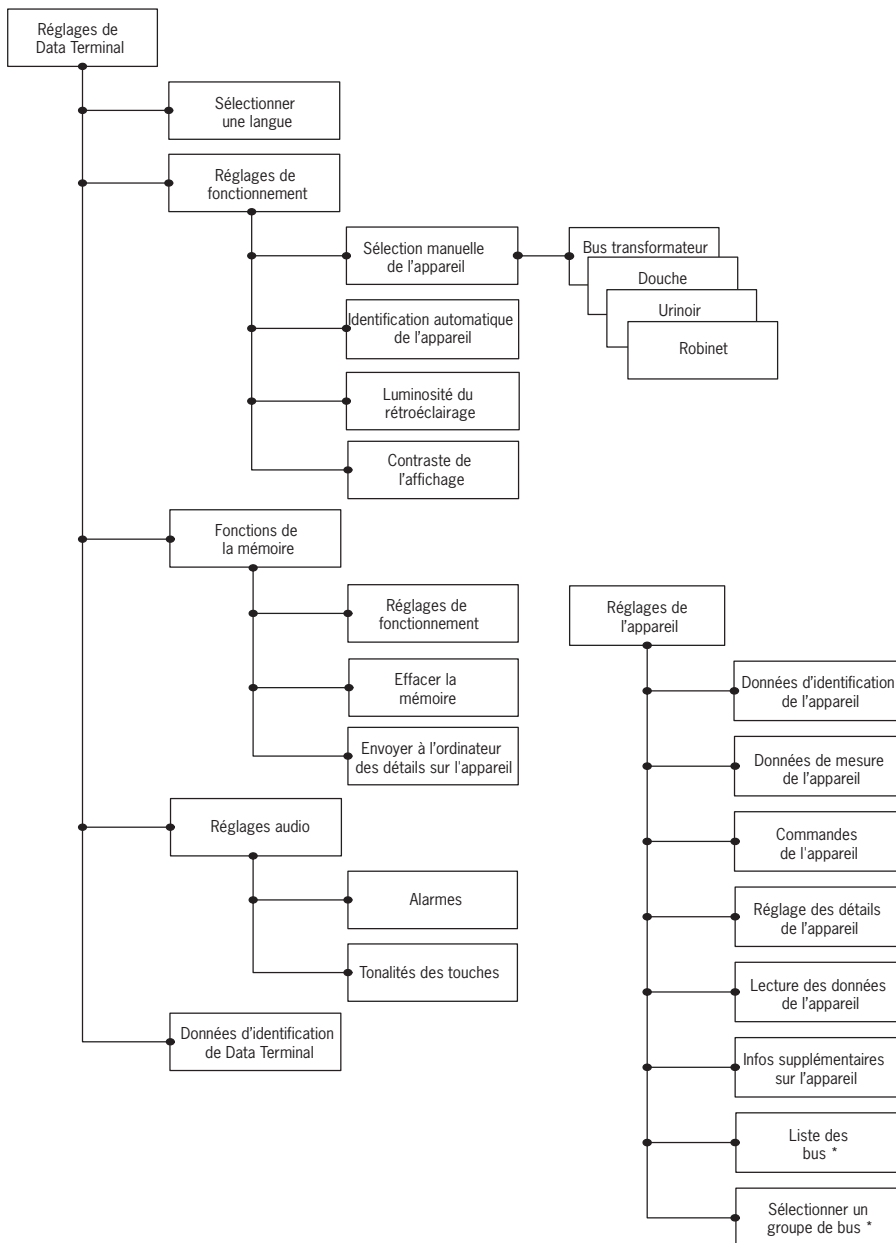 Réglages de
Data Terminal
Sélectionner
une langue
Réglages de
fonctionnement
Sélection manuelle
de l'appareil
Bus transformateur
Douche
Urinoir
Robinet
Identification automatique
de l'appareil
Luminosité du
rétroéclairage
Contraste de
l'affichage
Fonctions de
la mémoire
Réglages de
fonctionnement
Effacer la
mémoire
Envoyer à l'ordinateur
des détails sur l'appareil
Réglages audio
Alarmes
Tonalités des touches
Données d'identification
de Data Terminal
Réglages de
l'appareil
Données d'identification
de l'appareil
Données de mesure
de l'appareil
Commandes
de l'appareil
Réglage des détails
de l'appareil
Lecture des données
de l'appareil
Infos supplémentaires
sur l'appareil
Liste des
bus *
Sélectionner un
groupe de bus *